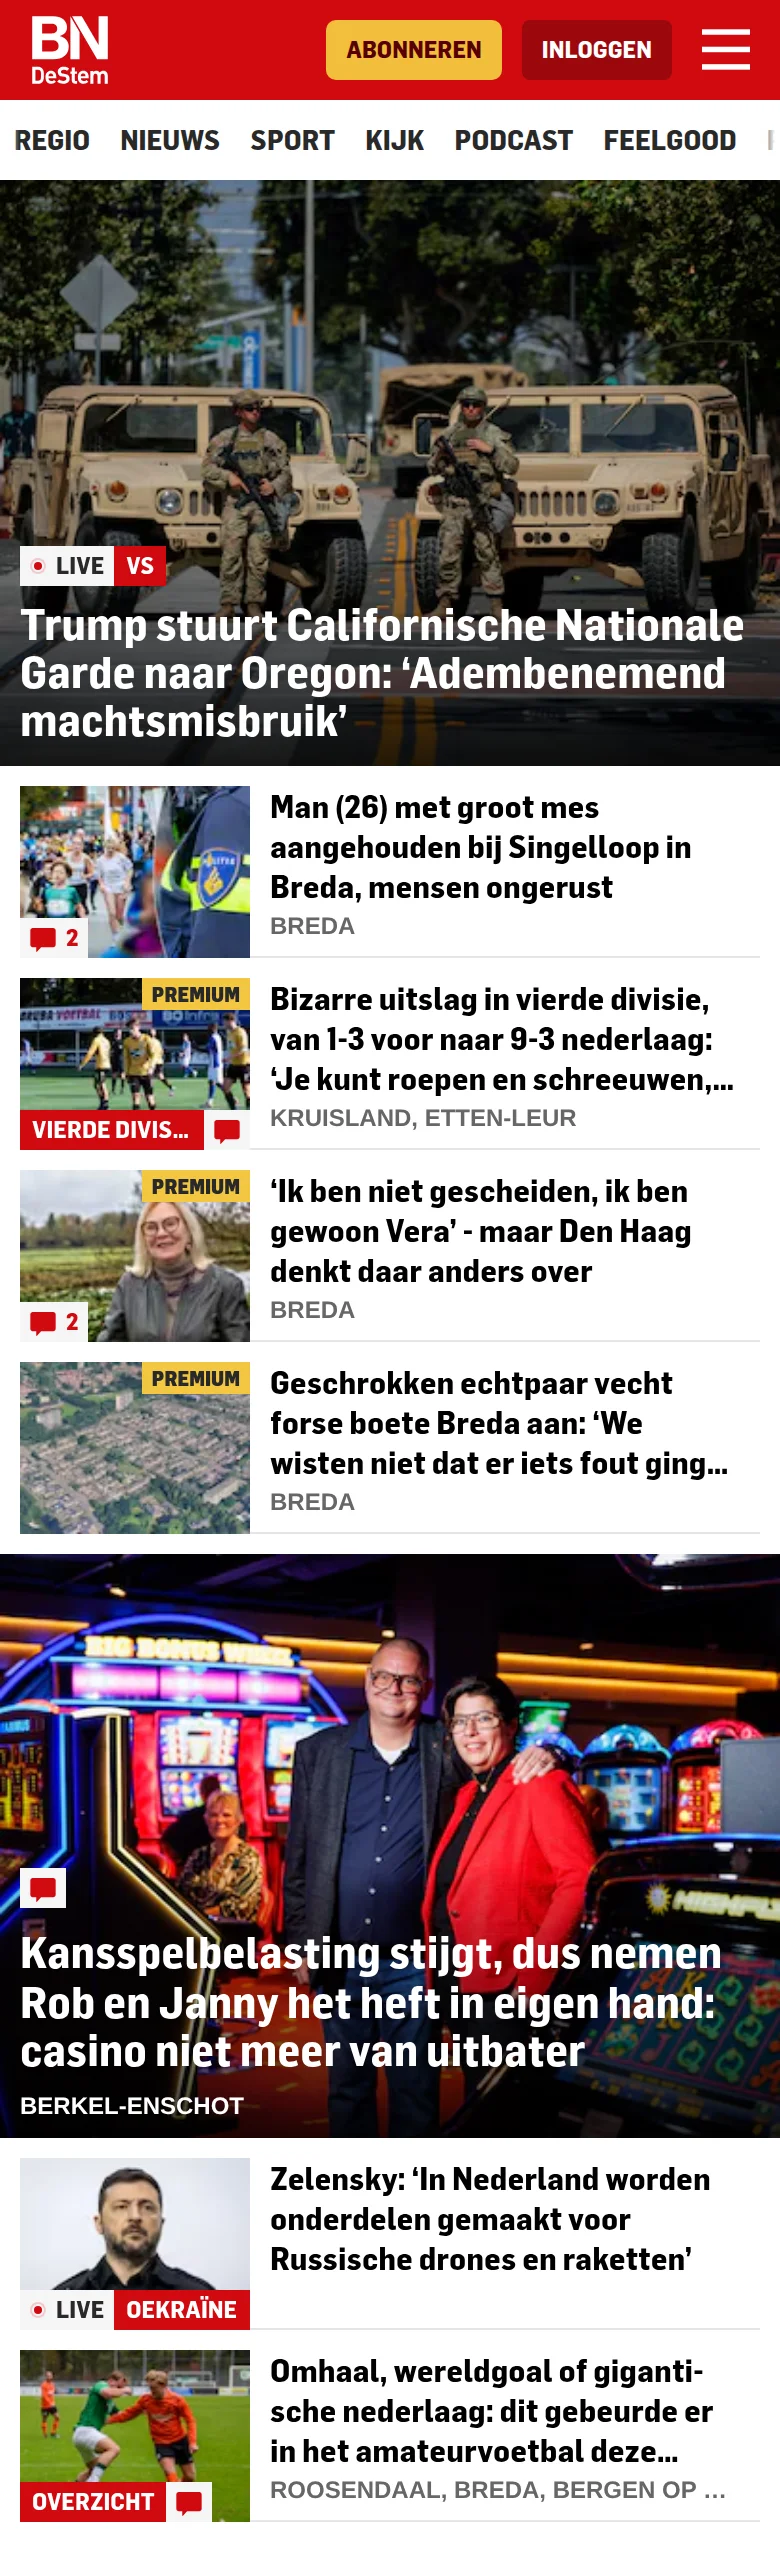 BN
DeStem
ABONNEREN
INLOGGEN
REGIO NIEUWS SPORT KIJK PODCAST FEELGOOD
LIVE VS
Trump stuurt Californische Nationale
Garde naar Oregon: ‘Adembenemend
machtsmisbruik’
Man (26) met groot mes
aangehouden bij Singelloop in
Breda, mensen ongerust
BREDA
POLITIE
2
PREMIUM
Bizarre uitslag in vierde divisie,
van 1-3 voor naar 9-3 nederlaag:
‘Je kunt roepen en schreeuwen,...
KRUISLAND, ETTEN-LEUR
VIERDE DIVIS...
PREMIUM
‘Ik ben niet gescheiden, ik ben
gewoon Vera’ - maar Den Haag
denkt daar anders over
BREDA
2
PREMIUM
Geschrokken echtpaar vecht
forse boete Breda aan: ‘We
wisten niet dat er iets fout ging...
BREDA
BIG BONUS WHEEL
Kansspelbelasting stijgt, dus nemen
Rob en Janny het heft in eigen hand:
casino niet meer van uitbater
BERKEL-ENSCHOT
Zelensky: ‘In Nederland worden
onderdelen gemaakt voor
Russische drones en raketten’
LIVE OEKRAÏNE
Omhaal, wereldgoal of giganti-
sche nederlaag: dit gebeurde er
in het amateurvoetbal deze...
ROOSENDAAL, BREDA, BERGEN OP ...
OVERZICHT